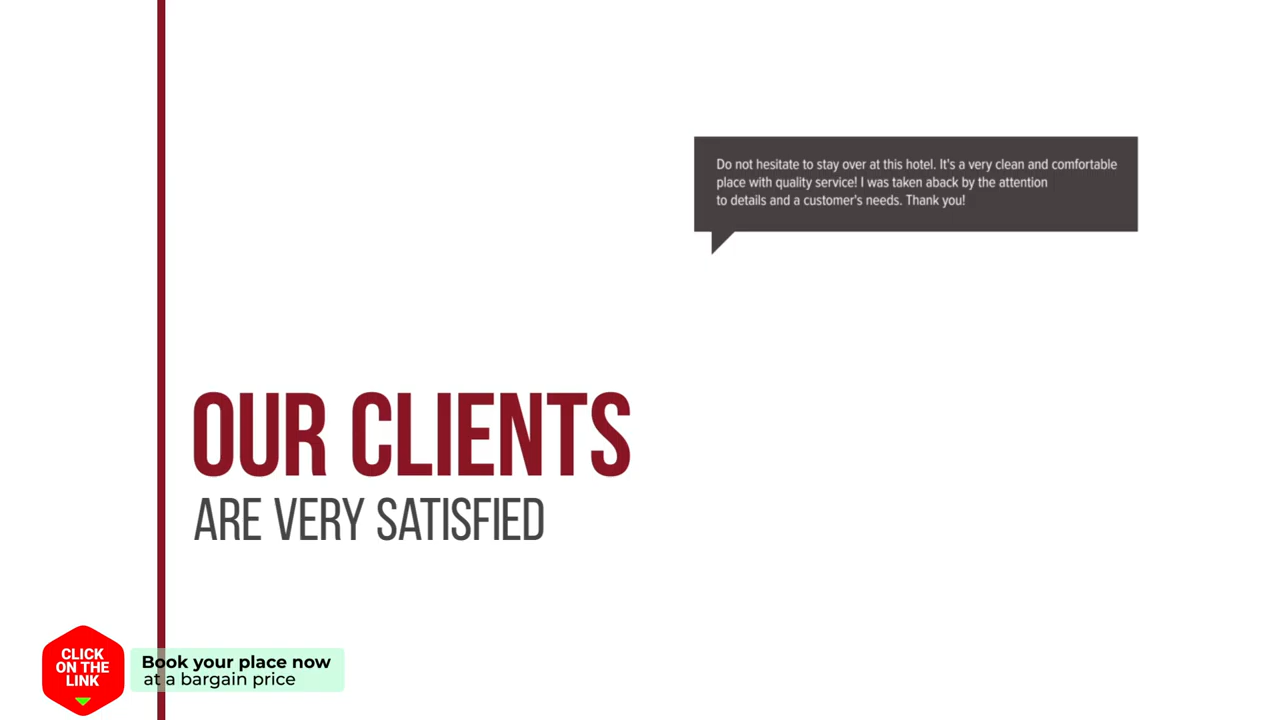 Do not hesitate to stay over at this hotel. It's a very clean and comfortable
place with quality service! I was taken aback by the attention
to details and a customer's needs. Thank you!
OUR CLIENTS
ARE VERY SATISFIED
CLICK
ON THE
LINK
Book your place now
at a bargain price